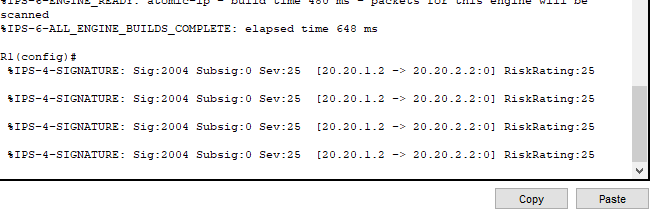 %IPS-6-ENGINE_READY: atomic-ip - build time 480 ms - packets for this engine will be
scanned
%IPS-6-ALL_ENGINE_BUILDS_COMPLETE: elapsed time 648 ms
R1(config)#
%IPS-4-SIGNATURE: Sig:2004 Subsig:0 Sev:25 [20.20.1.2 -> 20.20.2.2:0] RiskRating:25
%IPS-4-SIGNATURE: Sig:2004 Subsig:0 Sev:25 [20.20.1.2 -> 20.20.2.2:0] RiskRating:25
%IPS-4-SIGNATURE: Sig:2004 Subsig:0 Sev:25 [20.20.1.2 -> 20.20.2.2:0] RiskRating:25
%IPS-4-SIGNATURE: Sig:2004 Subsig:0 Sev:25 [20.20.1.2 -> 20.20.2.2:0] RiskRating:25
Copy Paste